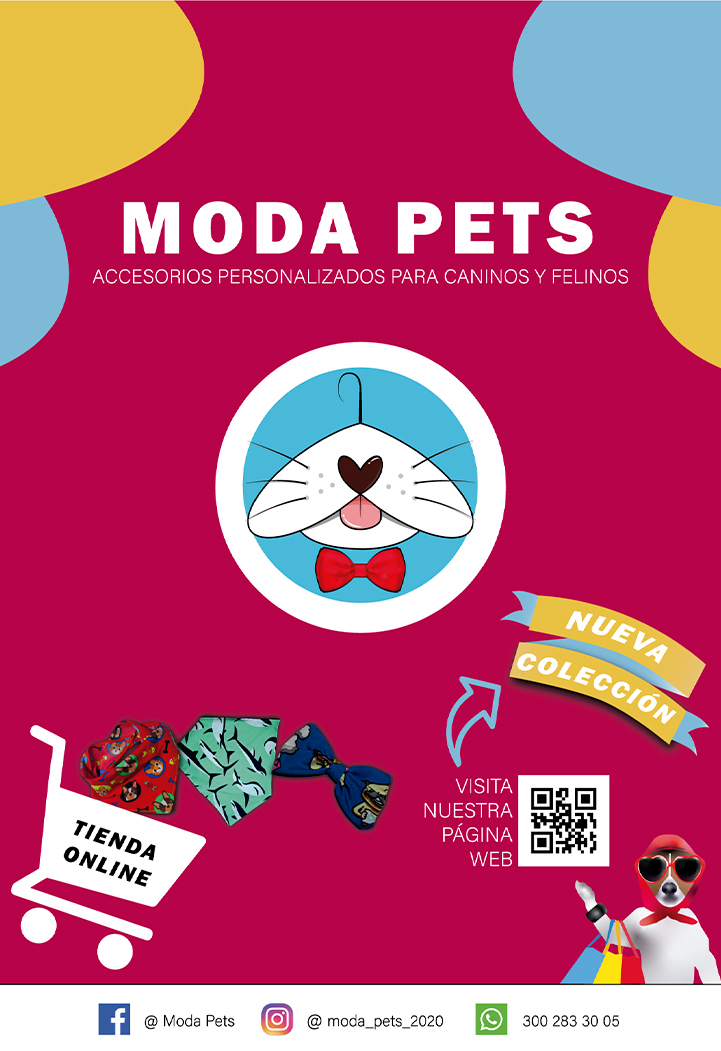 MODA PETS
ACCESORIOS PERSONALIZADOS PARA CANINOS Y FELINOS
NUEVA
COLECCIÓN
TIENDA
ONLINE
VISITA
NUESTRA
PÁGINA
WEB
@ Moda Pets
@ moda_pets_2020
300 283 30 05